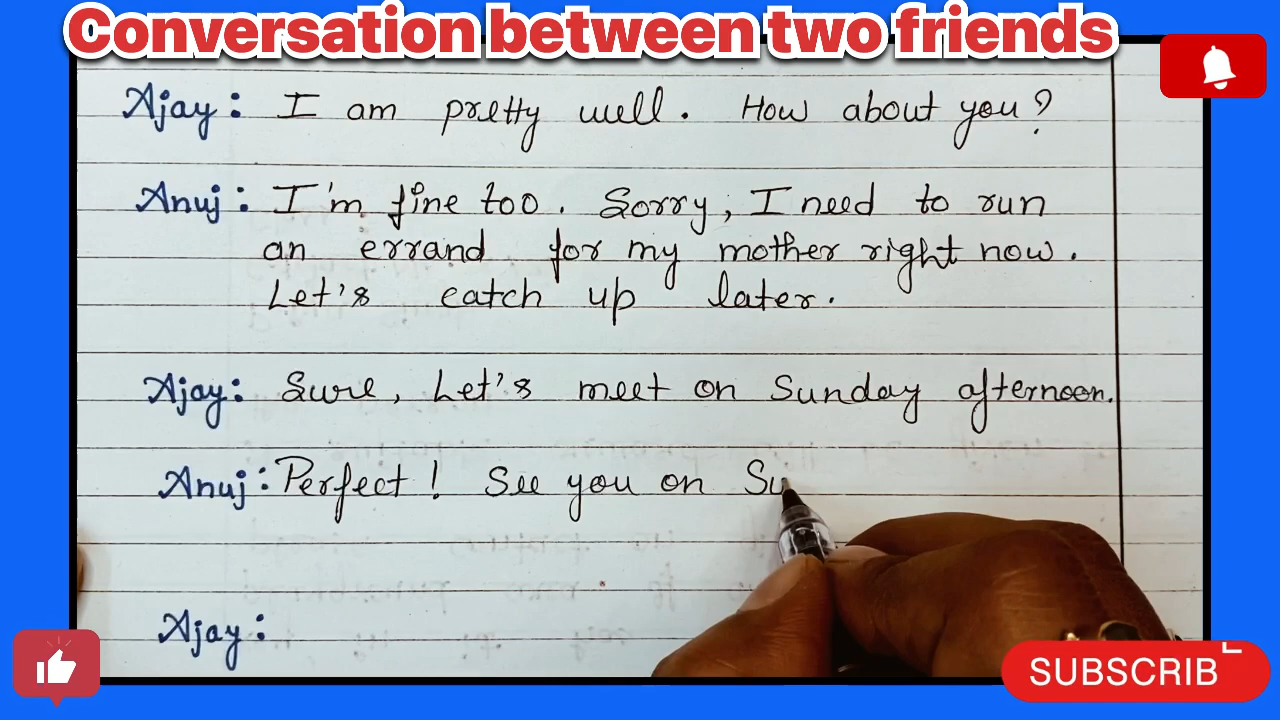 Conversation between two friends
Ajay: I am pretty well. How about you?
Anuj: I'm fine too. Sorry, I need to run
an errand for my mother right now.
Let's catch up later.
Ajay: Sure, Let's meet on Sunday afternoon.
Anuj: Perfect! See you on Su
Ajay:
SUBSCRIB